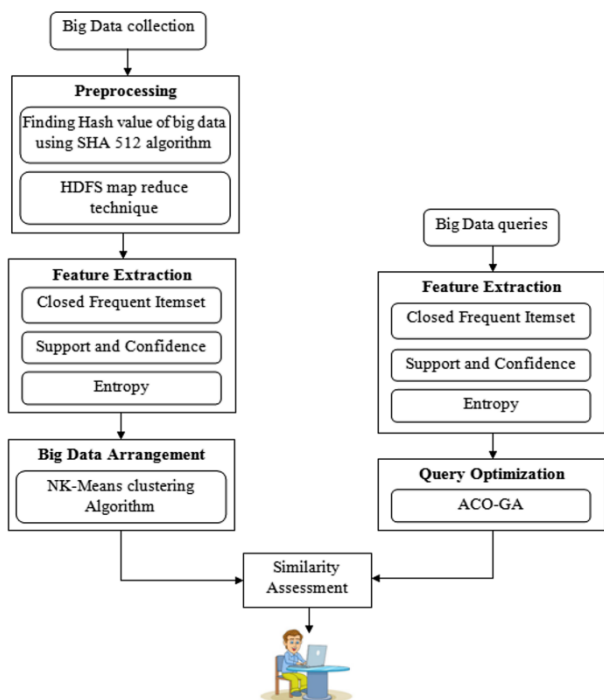 Big Data collection
Preprocessing
Finding Hash value of big data
using SHA 512 algorithm
HDFS map reduce
technique
Feature Extraction
Closed Frequent Itemset
Support and Confidence
Entropy
Big Data Arrangement
NK-Means clustering
Algorithm
Big Data queries
Feature Extraction
Closed Frequent Itemset
Support and Confidence
Entropy
Query Optimization
ACO-GA
Similarity
Assessment